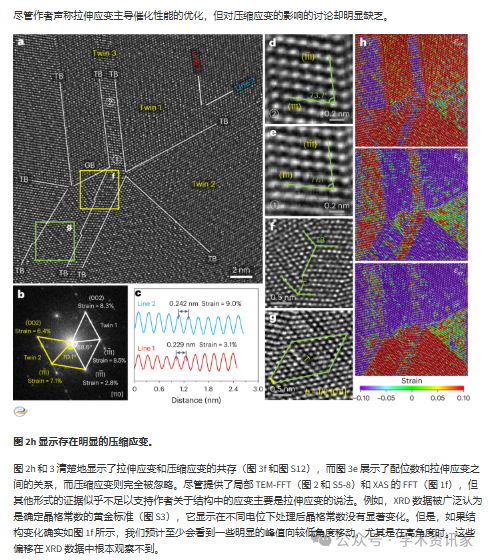 尽管作者声称拉伸应变主导催化性能的优化，但对压缩应变的影响的讨论却明显缺乏。
a
Twin 3
TB
TB
TB
TB
Twin 1
Twin 2
GB
f
g
TB
TB
TB
TB
2 nm
b
(002)
Strain = 8.3%
(002)
Strain = 6.4%
Twin 1
Twin 2
70.1°
Strain = 8.5%
Strain = 7.1%
Strain = 2.8%
[110]
c
0.242 nm Strain = 9.0%
Line 2
0.229 nm Strain = 3.1%
Line 1
0 0.6 1.2 1.8 2.4 3.0
Distance (nm)
d
②
0.2 nm
e
①
0.2 nm
f
0.5 nm
g
0.5 nm
h
Strain
-0.10 -0.05 0 0.05 0.10
图 2h 显示存在明显的压缩应变。
图 2h 和 3 清楚地显示了拉伸应变和压缩应变的共存（图 3f 和图 S12），而图 3e 展示了配位数和拉伸应变之
间的关系，而压缩应变则完全被忽略。尽管提供了局部 TEM-FFT（图 2 和 S5-8）和 XAS 的 FFT（图 1f），但
其他形式的证据似乎不足以支持作者关于结构中的应变主要是拉伸应变的说法。例如，XRD 数据被广泛认为
是确定晶格常数的黄金标准（图 S3），它显示在不同电位下处理后晶格常数没有显著变化。但是，如果结
构变化确实如图 1f 所示，我们预计至少会看到一些明显的峰值向较低角度移动，尤其是在高角度时。这些
偏移在 XRD 数据中根本观察不到。
公众号 · 学术资讯家